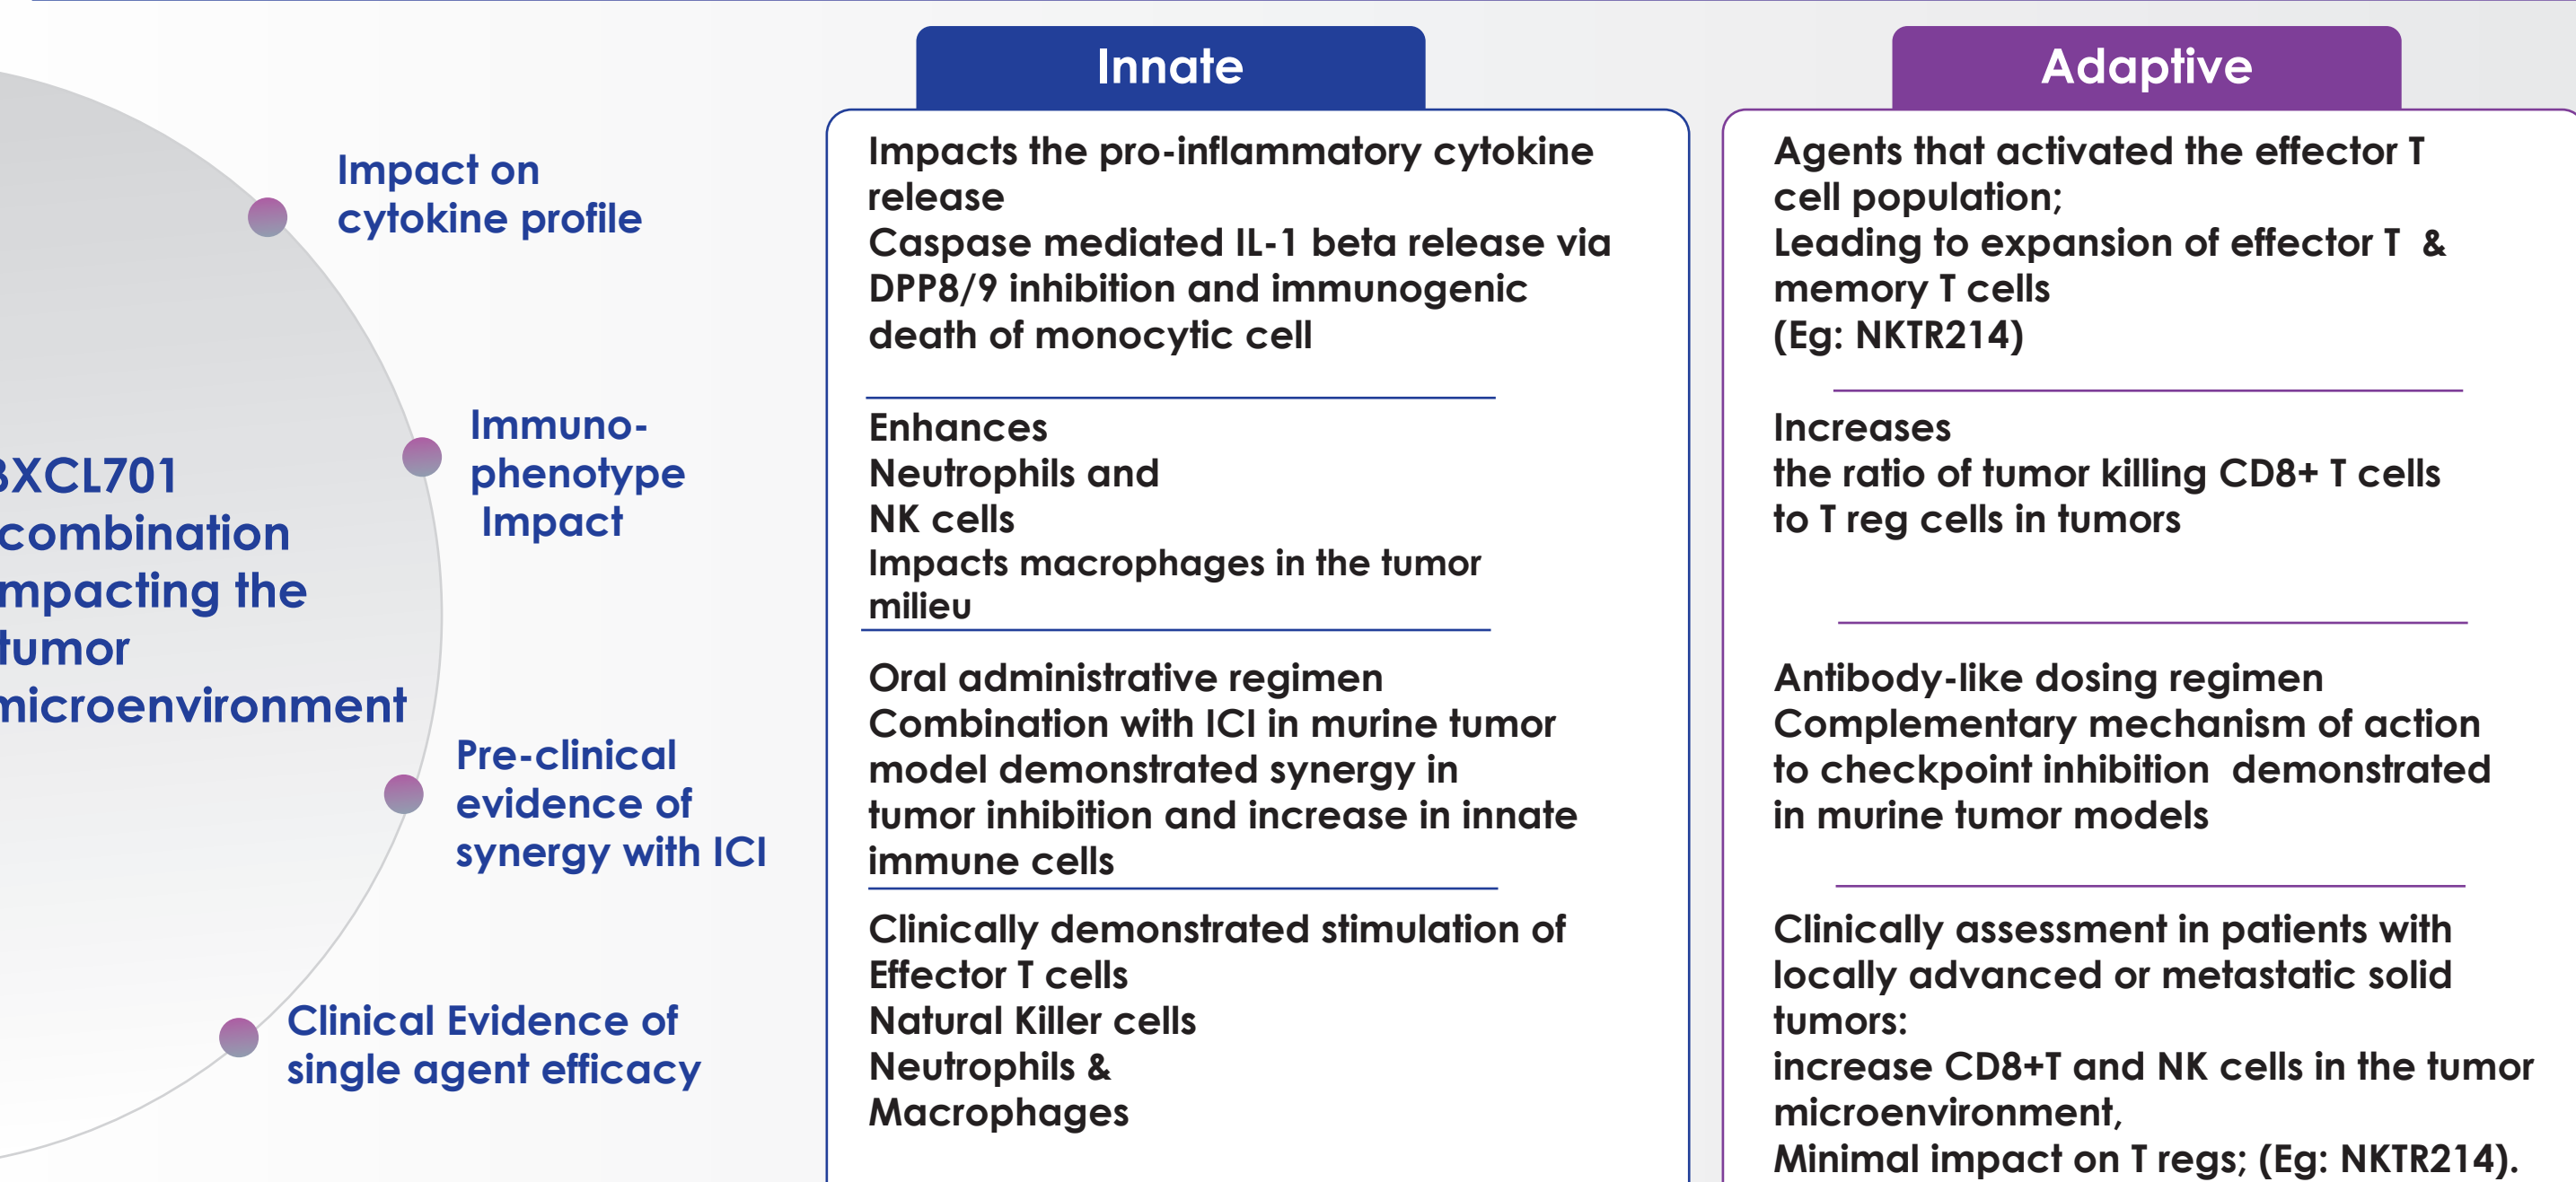 Innate
Adaptive
BXCL701
combination
impacting the
tumor
microenvironment
Impact on
cytokine profile
Immuno-
phenotype
Impact
Pre-clinical
evidence of
synergy with ICI
Clinical Evidence of
single agent efficacy
Impacts the pro-inflammatory cytokine
release
Caspase mediated IL-1 beta release via
DPP8/9 inhibition and immunogenic
death of monocytic cell
Enhances
Neutrophils and
NK cells
Impacts macrophages in the tumor
milieu
Oral administrative regimen
Combination with ICI in murine tumor
model demonstrated synergy in
tumor inhibition and increase in innate
immune cells
Clinically demonstrated stimulation of
Effector T cells
Natural Killer cells
Neutrophils &
Macrophages
Agents that activated the effector T
cell population;
Leading to expansion of effector T  &
memory T cells
(Eg: NKTR214)
Increases
the ratio of tumor killing CD8+ T cells
to T reg cells in tumors
Antibody-like dosing regimen
Complementary mechanism of action
to checkpoint inhibition  demonstrated
in murine tumor models
Clinically assessment in patients with
locally advanced or metastatic solid
tumors:
increase CD8+T and NK cells in the tumor
microenvironment,
Minimal impact on T regs; (Eg: NKTR214).